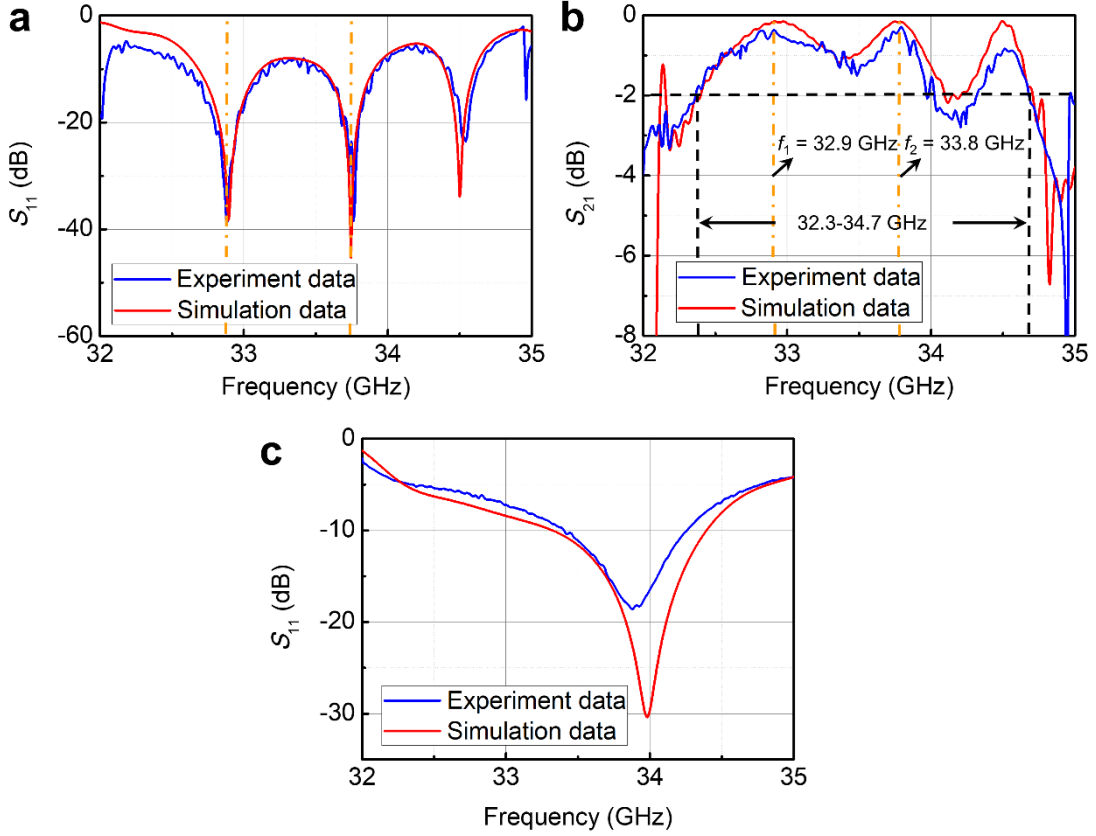 a
0
-20
-40
-60
S11 (dB)
Experiment data
Simulation data
32
33
34
35
Frequency (GHz)
b
0
-2
-4
-6
-8
S21 (dB)
f1 = 32.9 GHz
f2 = 33.8 GHz
32.3-34.7 GHz
Experiment data
Simulation data
32
33
34
35
Frequency (GHz)
c
0
-10
-20
-30
S11 (dB)
Experiment data
Simulation data
32
33
34
35
Frequency (GHz)